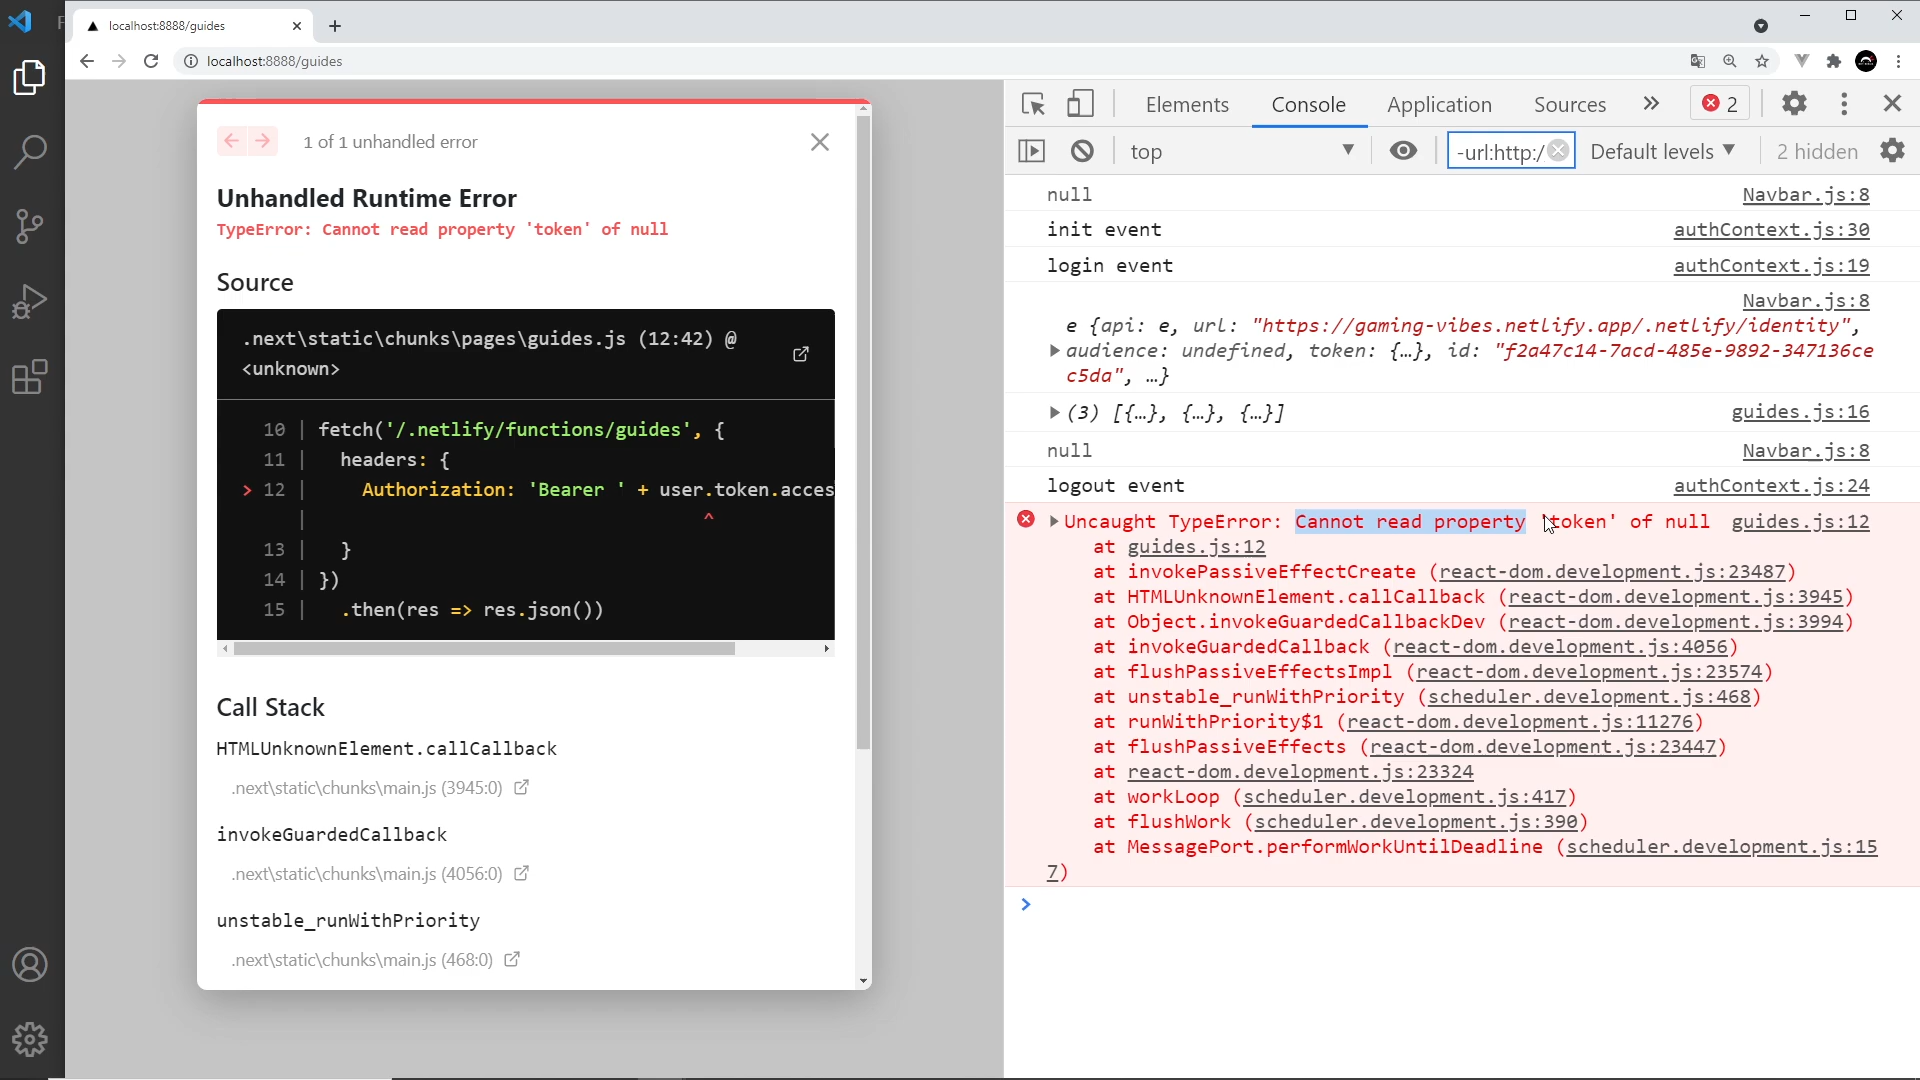 F
localhost:8888/guides
localhost:8888/guides
1 of 1 unhandled error
Unhandled Runtime Error
TypeError: Cannot read property 'token' of null
Source
.next\static\chunks\pages\guides.js (12:42) @
<unknown>
10 | fetch('/.netlify/functions/guides', {
11 |   headers: {
> 12 |     Authorization: 'Bearer ' + user.token.acces
|                                    ^
13 |   }
14 | })
15 |   .then(res => res.json())
Call Stack
HTMLUnknownElement.callCallback
.next\static\chunks\main.js (3945:0)
invokeGuardedCallback
.next\static\chunks\main.js (4056:0)
unstable_runWithPriority
.next\static\chunks\main.js (468:0)
Elements Console Application Sources » 2
top -url:http:/ Default levels 2 hidden
null Navbar.js:8
init event authContext.js:30
login event authContext.js:19
Navbar.js:8
e {api: e, url: "https://gaming-vibes.netlify.app/.netlify/identity",
audience: undefined, token: {…}, id: "f2a47c14-7acd-485e-9892-347136ce
c5da", …}
(3) [{…}, {…}, {…}] guides.js:16
null Navbar.js:8
logout event authContext.js:24
Uncaught TypeError: Cannot read property 'token' of null guides.js:12
at guides.js:12
at invokePassiveEffectCreate (react-dom.development.js:23487)
at HTMLUnknownElement.callCallback (react-dom.development.js:3945)
at Object.invokeGuardedCallbackDev (react-dom.development.js:3994)
at invokeGuardedCallback (react-dom.development.js:4056)
at flushPassiveEffectsImpl (react-dom.development.js:23574)
at unstable_runWithPriority (scheduler.development.js:468)
at runWithPriority$1 (react-dom.development.js:11276)
at flushPassiveEffects (react-dom.development.js:23447)
at react-dom.development.js:23324
at workLoop (scheduler.development.js:417)
at flushWork (scheduler.development.js:390)
at MessagePort.performWorkUntilDeadline (scheduler.development.js:15
7)
>